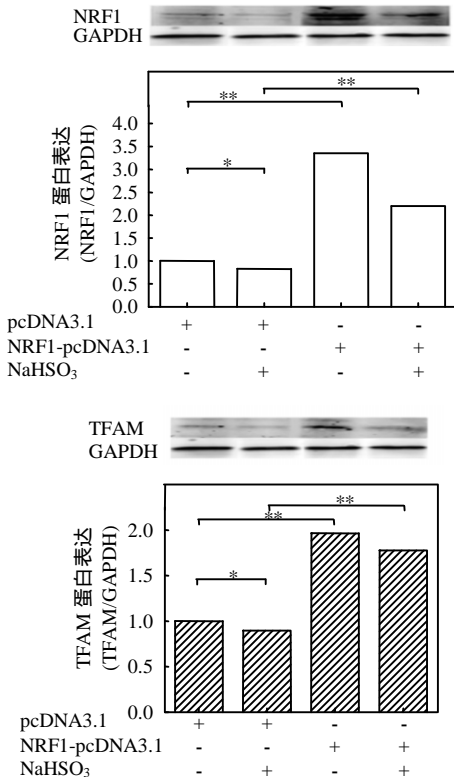 NRF1
GAPDH
**
**
*
NRF1 蛋白表达
(NRF1/GAPDH)
4.0
3.5
3.0
2.5
2.0
1.5
1.0
0.5
0.0
pcDNA3.1 + + - -
NRF1-pcDNA3.1 - - + +
NaHSO₃ - + - +
TFAM
GAPDH
**
**
*
TFAM 蛋白表达
(TFAM/GAPDH)
2.0
1.5
1.0
0.5
0.0
pcDNA3.1 + + - -
NRF1-pcDNA3.1 - - + +
NaHSO₃ - + - +